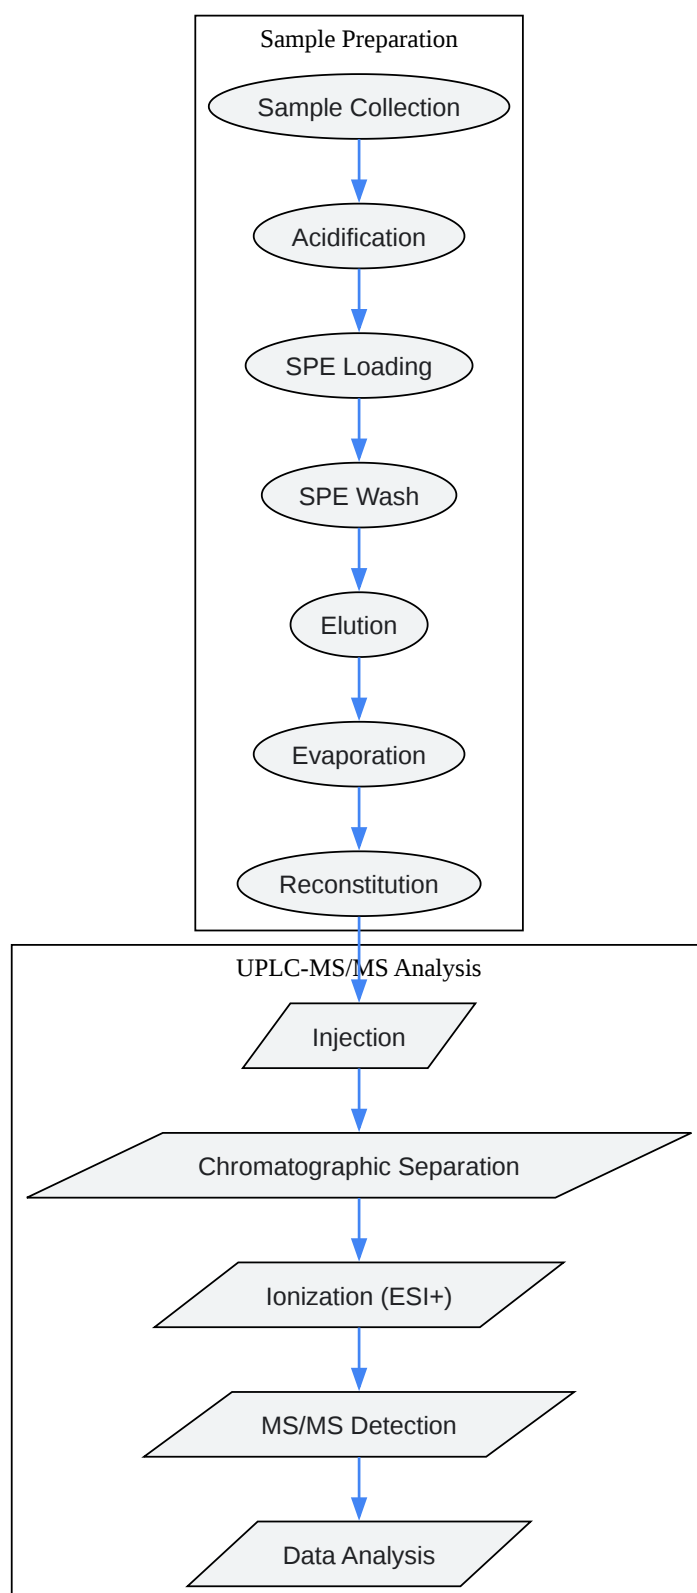 Sample Preparation
Sample Collection
Acidification
SPE Loading
SPE Wash
Elution
Evaporation
Reconstitution
UPLC-MS/MS Analysis
Injection
Chromatographic Separation
Ionization (ESI+)
MS/MS Detection
Data Analysis